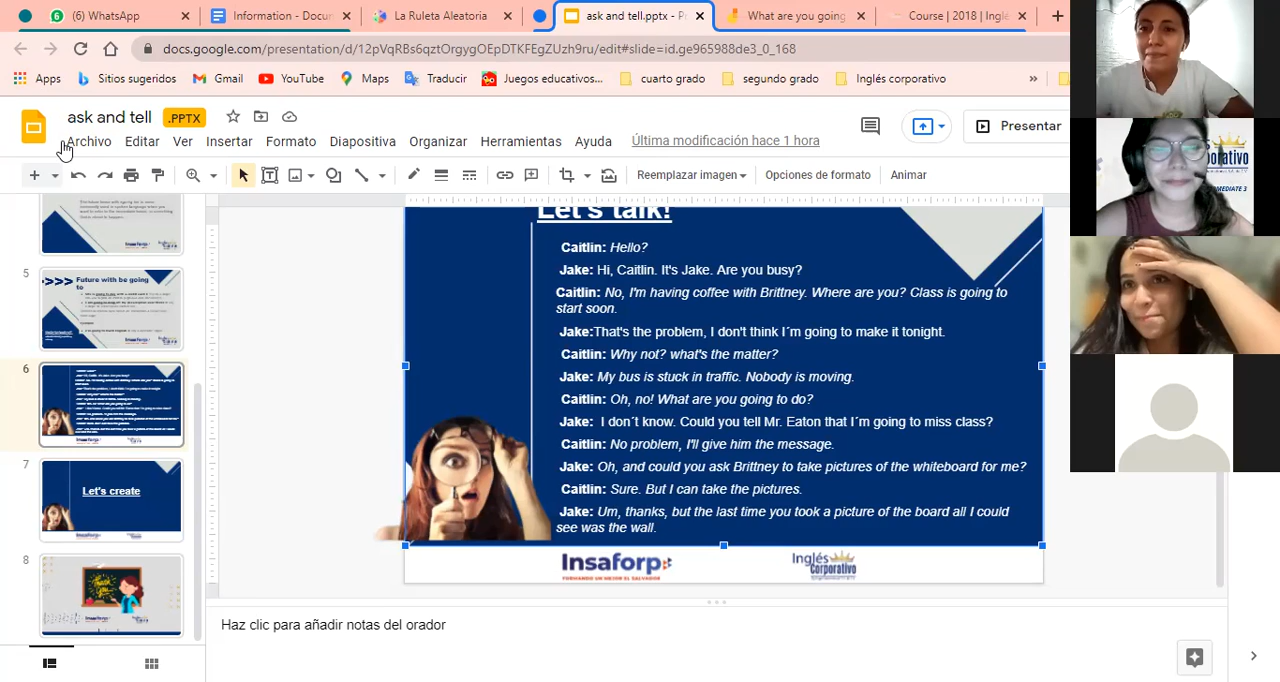 (6) WhatsApp
Information - Docun
La Ruleta Aleatoria
ask and tell.pptx - P
What are you going
Course | 2018 | Inglé
docs.google.com/presentation/d/12pVqRBs6qztOrgygOEpDTKFEgZUzh9ru/edit#slide=id.ge965988de3_0_168
Apps
Sitios sugeridos
Gmail
YouTube
Maps
Traducir
Juegos educativos...
cuarto grado
segundo grado
Inglés corporativo
ask and tell
.PPTX
Archivo Editar Ver Insertar Formato Diapositiva Organizar Herramientas Ayuda
Última modificación hace 1 hora
Presentar
Reemplazar imagen
Opciones de formato
Animar
5
Future with be going
to
6
7
Let's create
8
Let's talk!
Caitlin: Hello?
Jake: Hi, Caitlin. It's Jake. Are you busy?
Caitlin: No, I'm having coffee with Brittney. Where are you? Class is going to
start soon.
Jake:That's the problem, I don't think I´m going to make it tonight.
Caitlin: Why not? what's the matter?
Jake: My bus is stuck in traffic. Nobody is moving.
Caitlin: Oh, no! What are you going to do?
Jake: I don´t know. Could you tell Mr. Eaton that I´m going to miss class?
Caitlin: No problem, I'll give him the message.
Jake: Oh, and could you ask Brittney to take pictures of the whiteboard for me?
Caitlin: Sure. But I can take the pictures.
Jake: Um, thanks, but the last time you took a picture of the board all I could
see was the wall.
Insaforp
FORMANDO UN MEJOR EL SALVADOR
Inglés
Corporativo
Haz clic para añadir notas del orador